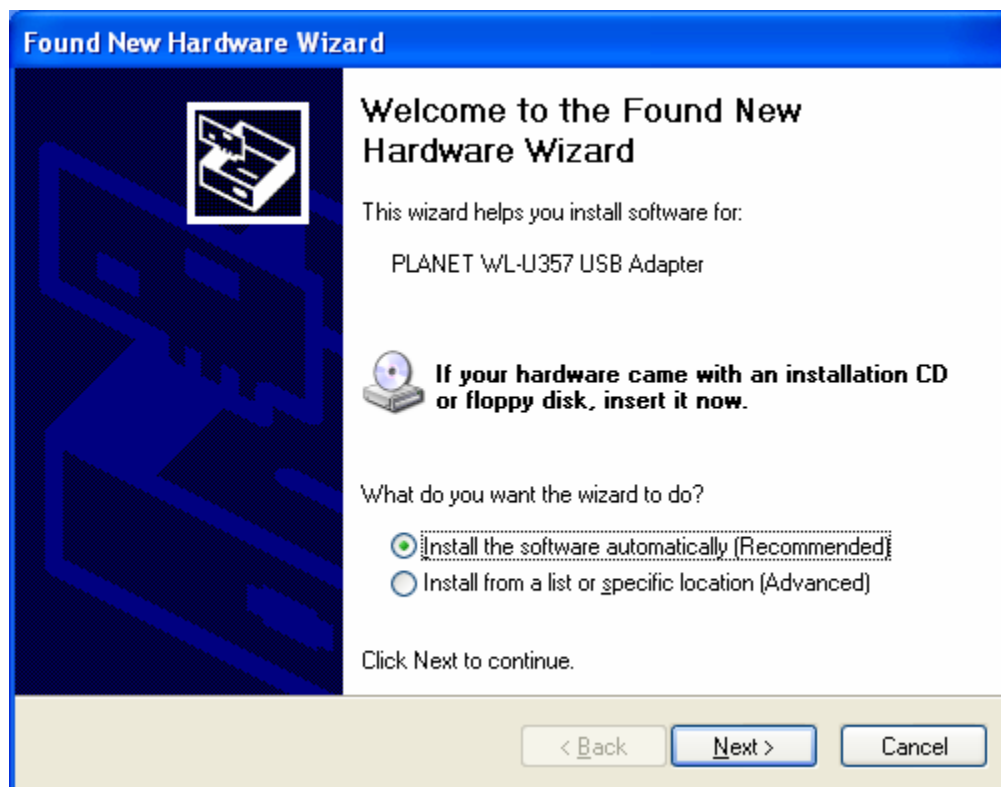 Found New Hardware Wizard
Welcome to the Found New
Hardware Wizard
This wizard helps you install software for:
PLANET WL-U357 USB Adapter
If your hardware came with an installation CD
or floppy disk, insert it now.
What do you want the wizard to do?
Install the software automatically (Recommended)
Install from a list or specific location (Advanced)
Click Next to continue.
< Back Next > Cancel